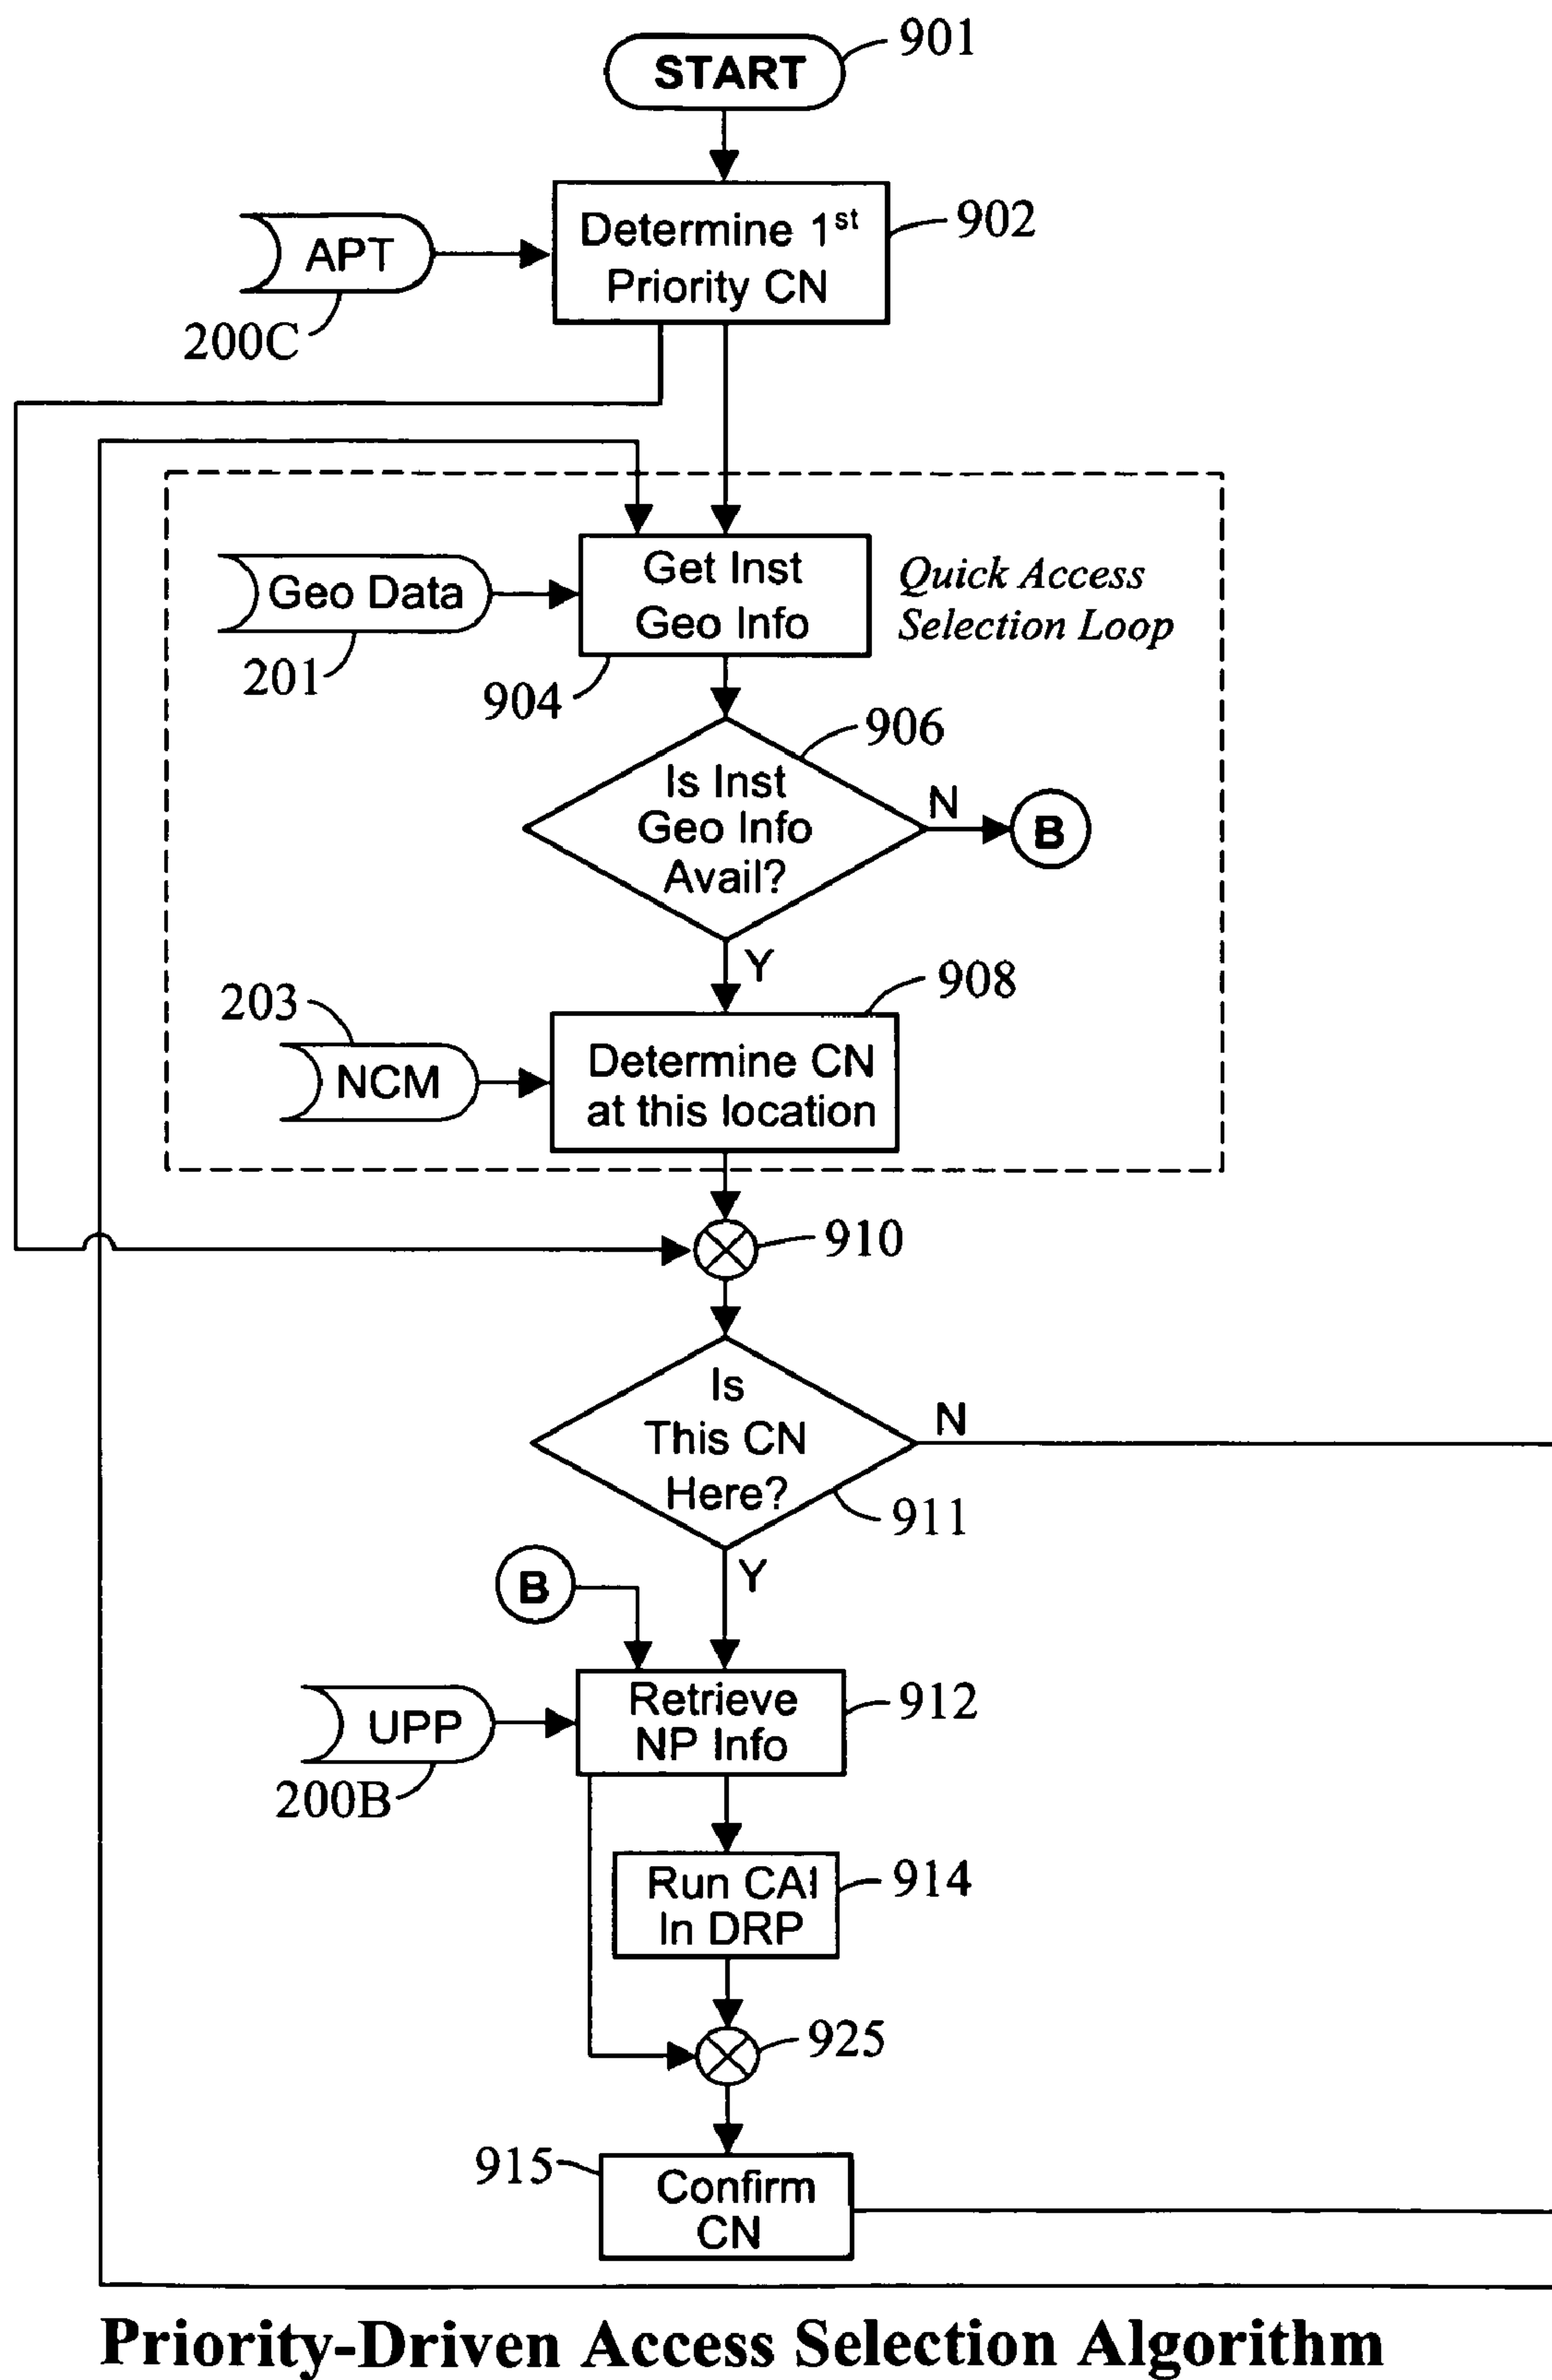 START
901
Determine 1st
Priority CN
902
APT
200C
Get Inst
Geo Info
Quick Access
Selection Loop
Geo Data
201
904
906
Is Inst
Geo Info
Avail?
N
B
Y
908
203
NCM
Determine CN
at this location
910
Is
This CN
Here?
N
911
B
Y
Retrieve
NP Info
912
UPP
200B
Run CAI
In DRP
914
925
915
Confirm
CN
Priority-Driven Access Selection Algorithm